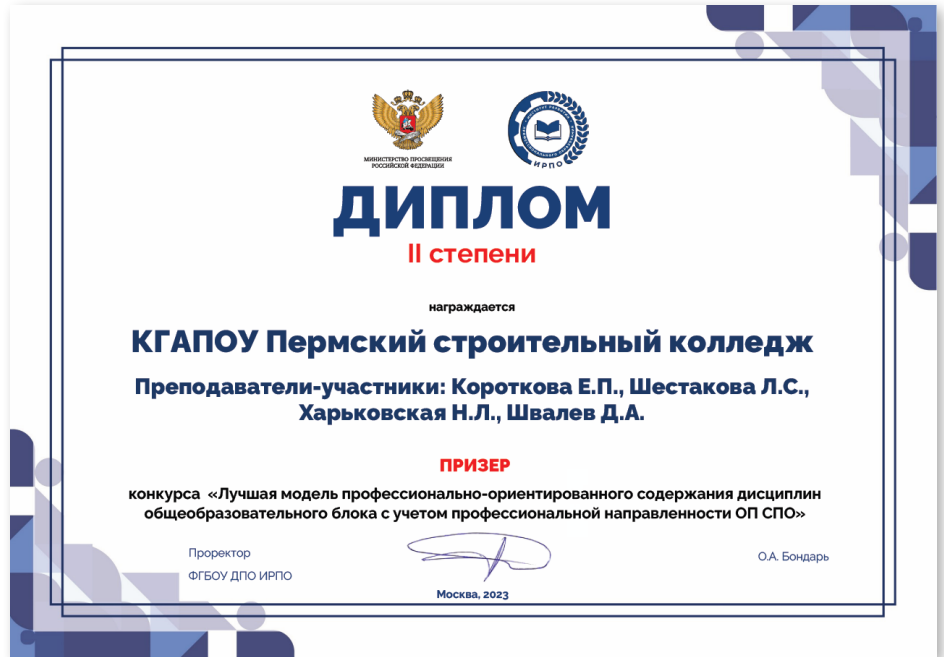 МИНИСТЕРСТВО ПРОСВЕЩЕНИЯ
РОССИЙСКОЙ ФЕДЕРАЦИИ
ИРПО
ДИПЛОМ
II степени
награждается
КГАПОУ Пермский строительный колледж
Преподаватели-участники: Короткова Е.П., Шестакова Л.С.,
Харьковская Н.Л., Швалев Д.А.
ПРИЗЕР
конкурса «Лучшая модель профессионально-ориентированного содержания дисциплин
общеобразовательного блока с учетом профессиональной направленности ОП СПО»
Проректор
ФГБОУ ДПО ИРПО
О.А. Бондарь
Москва, 2023